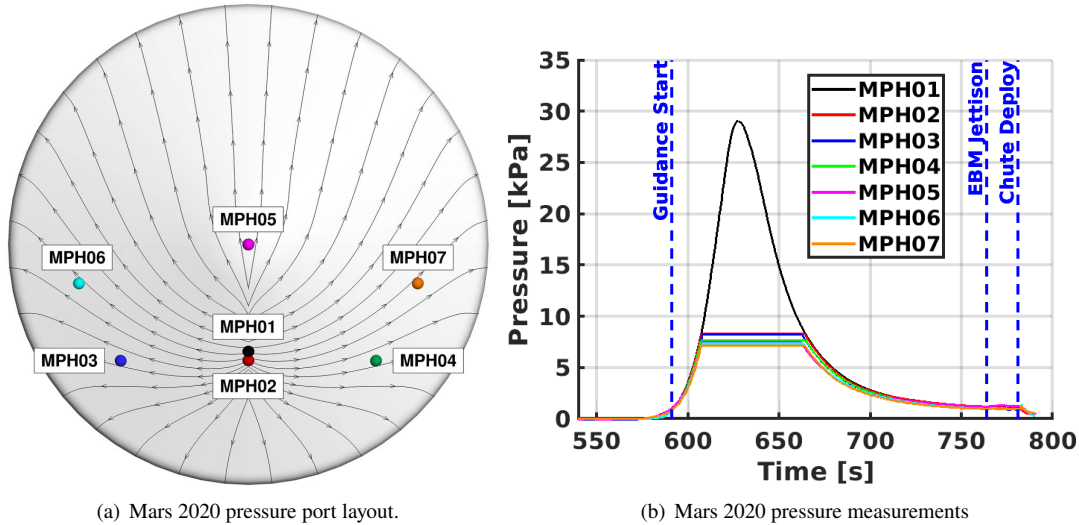 MPH05
MPH06
MPH07
MPH01
MPH03
MPH04
MPH02
(a) Mars 2020 pressure port layout.
35
30
25
20
15
10
5
0
Pressure [kPa]
Guidance Start
MPH01
MPH02
MPH03
MPH04
MPH05
MPH06
MPH07
EBM Jettison
Chute Deploy
550
600
650
700
750
800
Time [s]
(b) Mars 2020 pressure measurements